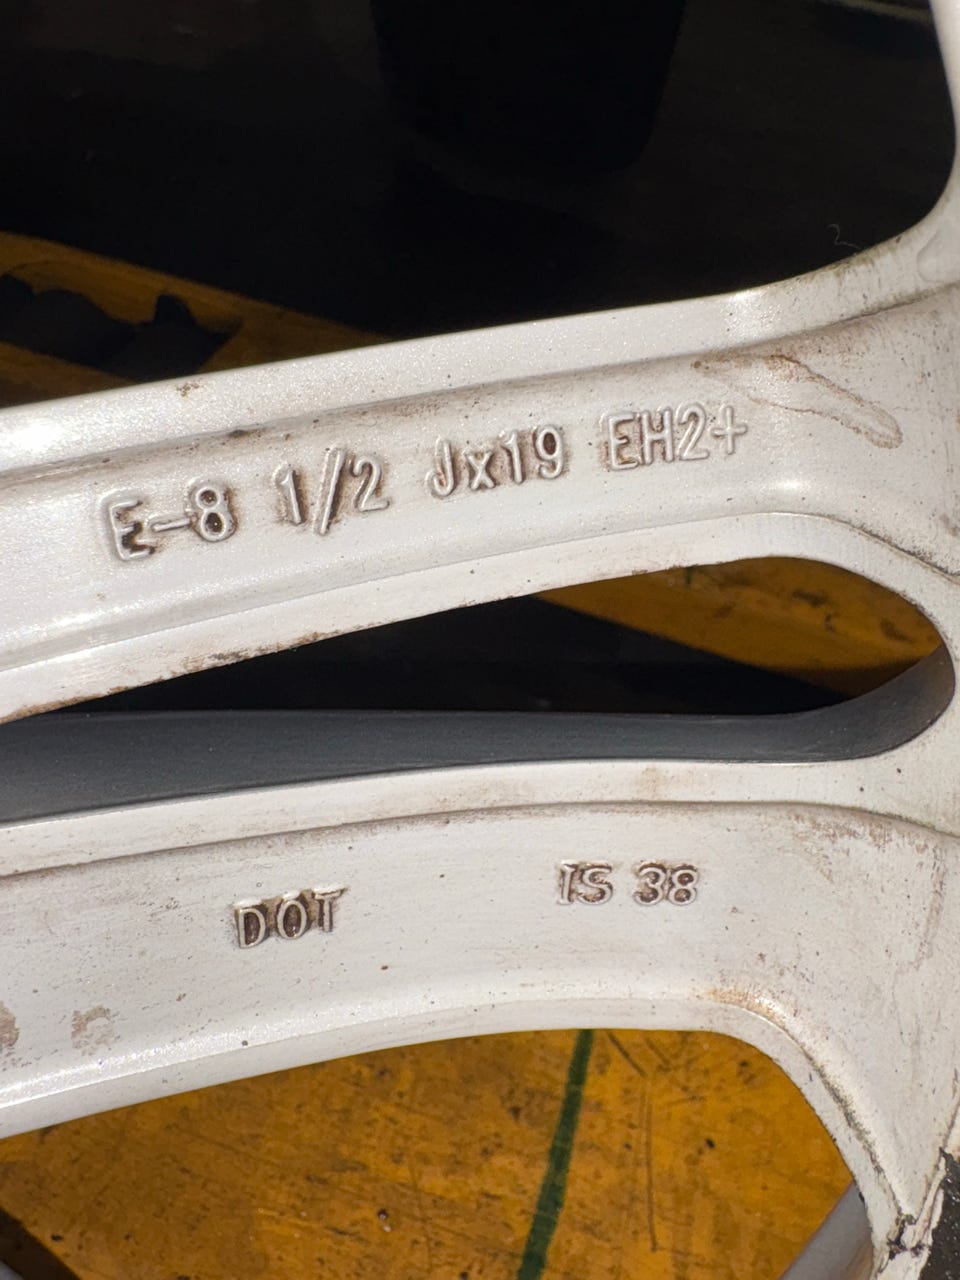 E-8 1/2 Jx19 EH2+
DOT IS 38